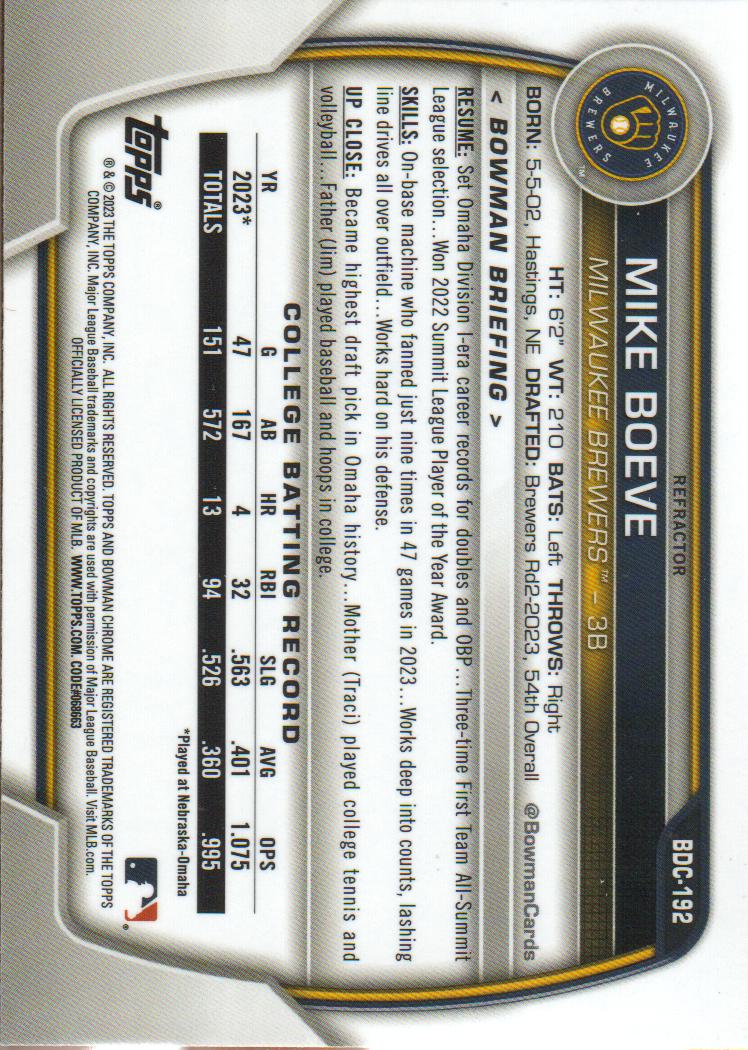 REFRACTOR
BDC-192
MILWAUKEE BREWERS ™
MIKE BOEVE
MILWAUKEE BREWERS™ – 3B
HT: 6'2" WT: 210 BATS: Left THROWS: Right
BORN: 5-5-02, Hastings, NE DRAFTED: Brewers Rd2-2023, 54th Overall @BowmanCards
< BOWMAN BRIEFING >
RESUME: Set Omaha Division I-era career records for doubles and OBP...Three-time First Team All-Summit
League selection...Won 2022 Summit League Player of the Year Award.
SKILLS: On-base machine who fanned just nine times in 47 games in 2023...Works deep into counts, lashing
line drives all over outfield...Works hard on his defense.
UP CLOSE: Became highest draft pick in Omaha history...Mother (Traci) played college tennis and
volleyball...Father (Jim) played baseball and hoops in college.
COLLEGE BATTING RECORD
YR G AB HR RBI SLG AVG OPS
2023* 47 167 4 32 .563 .401 1.075
TOTALS 151 572 13 94 .526 .360 .995
*Played at Nebraska-Omaha
topps®
® & © 2023 THE TOPPS COMPANY, INC. ALL RIGHTS RESERVED. TOPPS AND BOWMAN CHROME ARE REGISTERED TRADEMARKS OF THE TOPPS
COMPANY, INC. Major League Baseball trademarks and copyrights are used with permission of Major League Baseball. Visit MLB.com.
OFFICIALLY LICENSED PRODUCT OF MLB. WWW.TOPPS.COM. CODE#068663
®